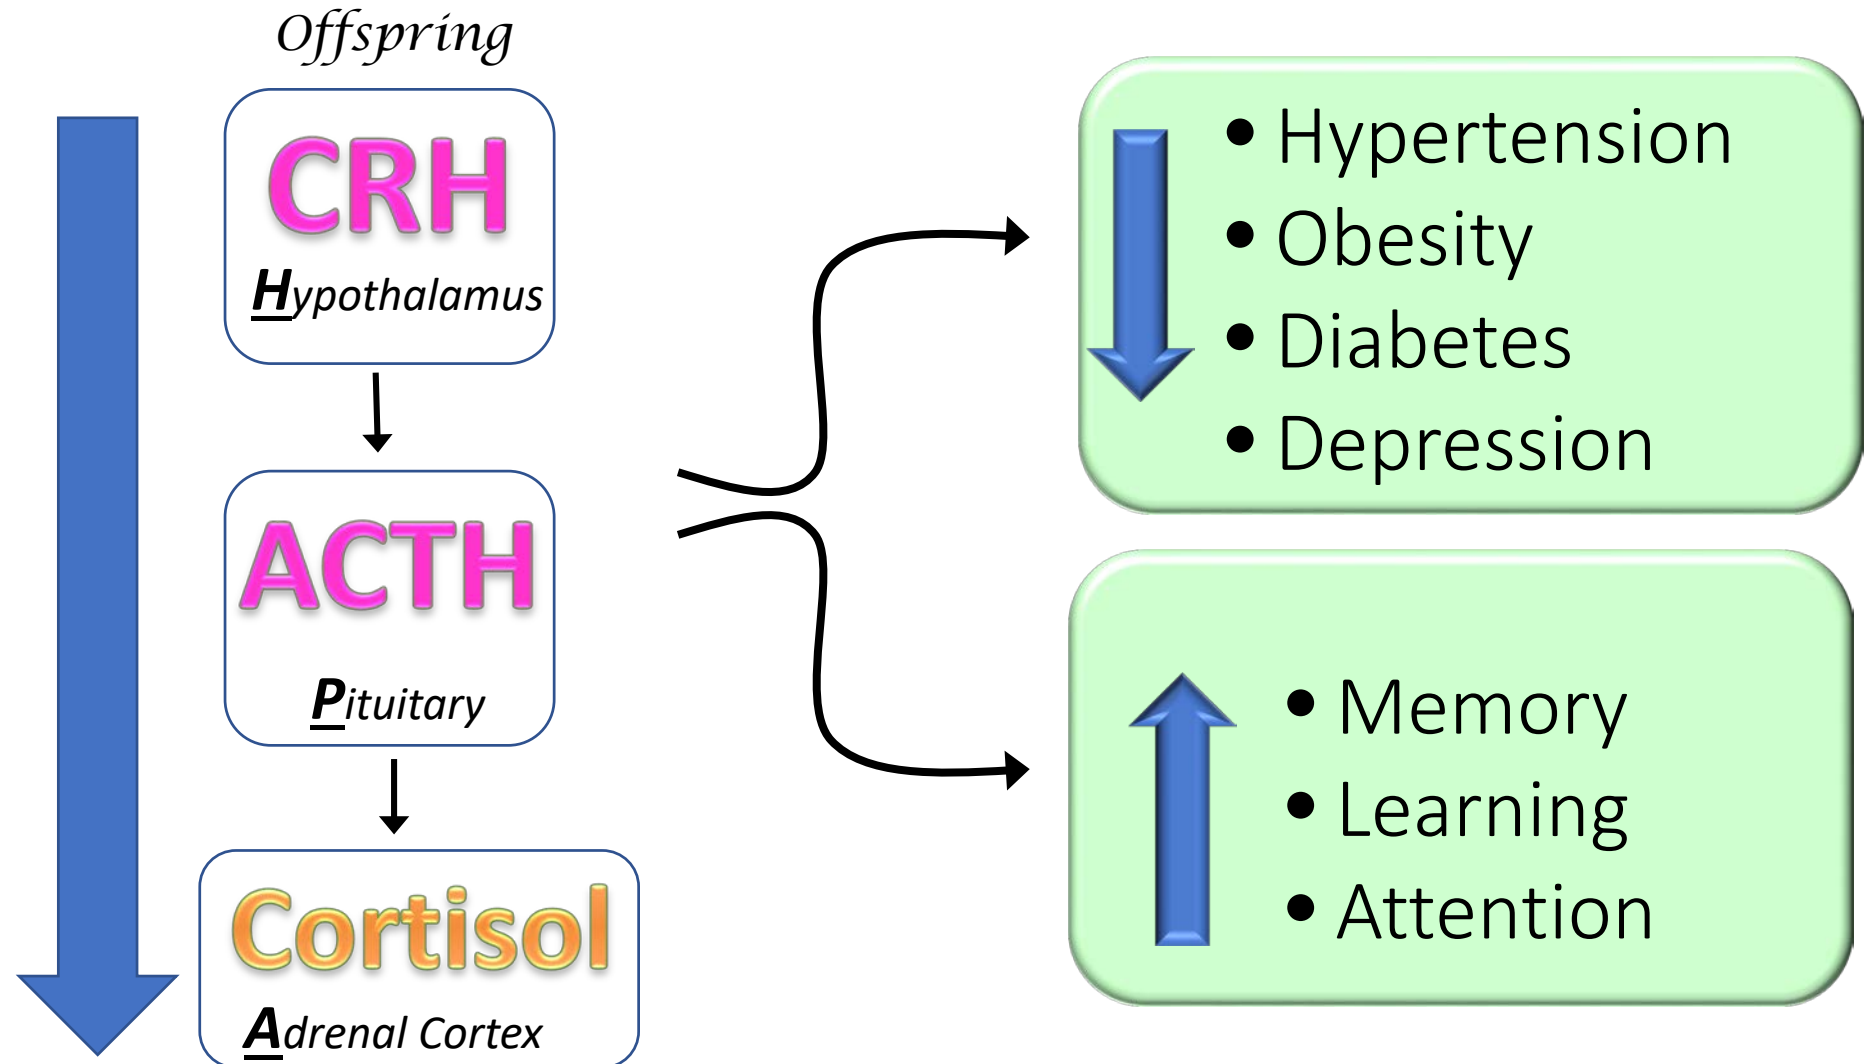 Offspring
CRH
Hypothalamus
ACTH
Pituitary
Cortisol
Adrenal Cortex
• Hypertension
• Obesity
• Diabetes
• Depression
• Memory
• Learning
• Attention